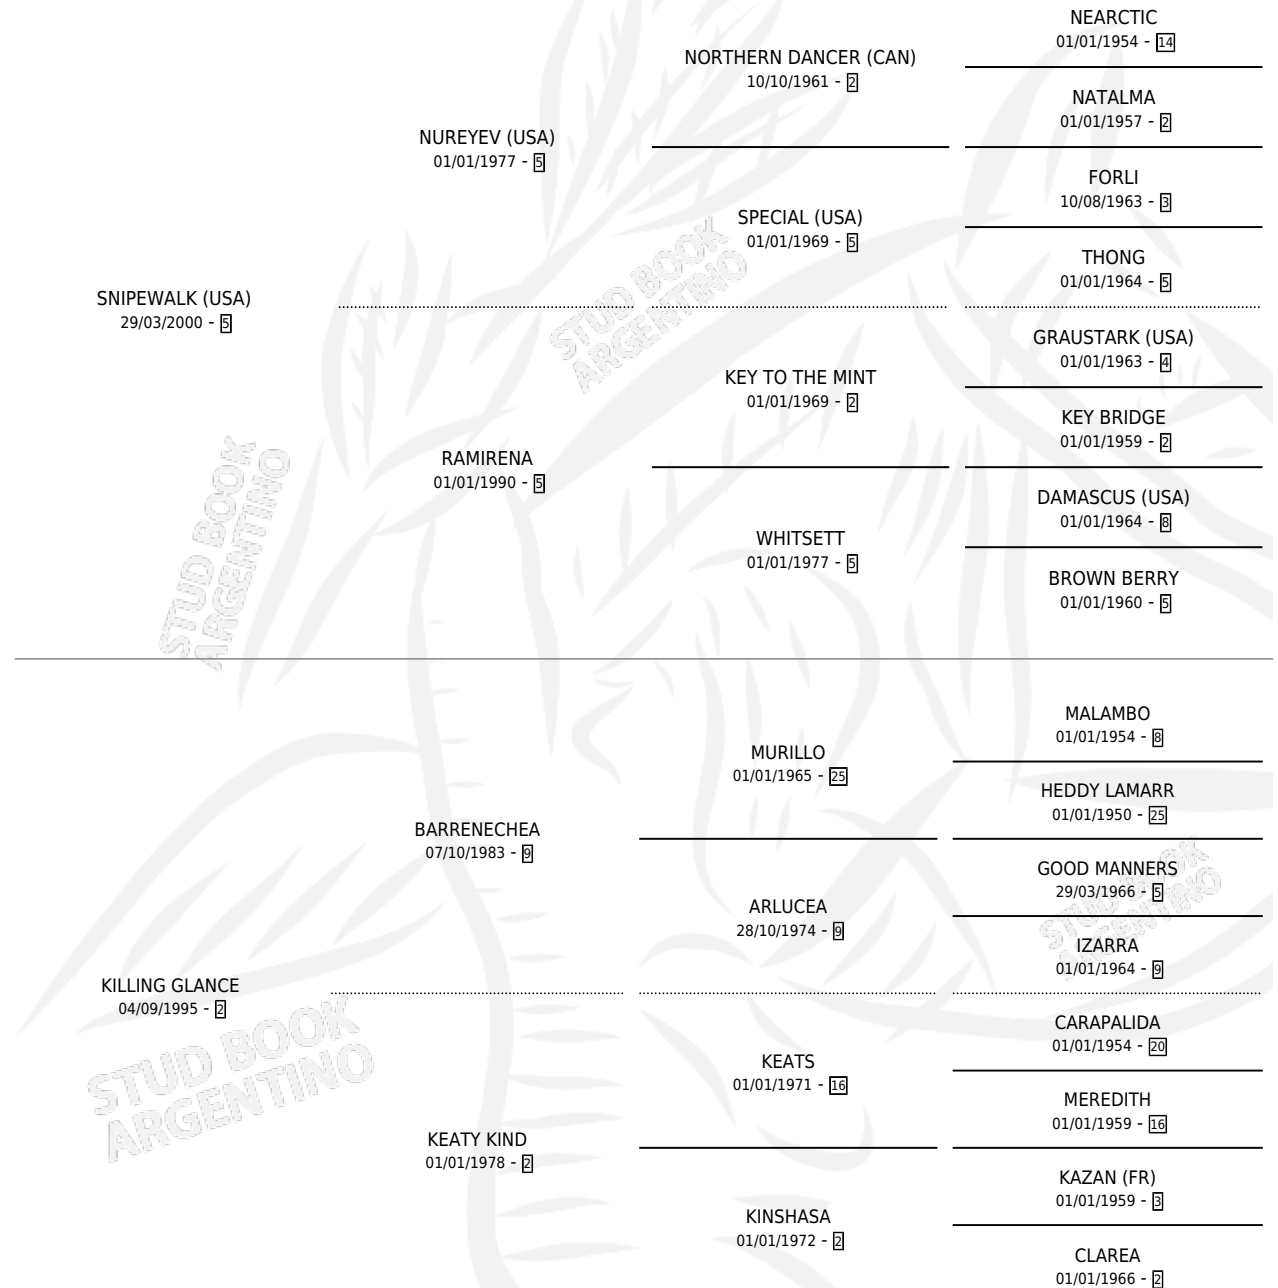 SNIPEWALK (USA)
29/03/2000 - 5
NUREYEV (USA)
01/01/1977 - 5
NORTHERN DANCER (CAN)
10/10/1961 - 2
NEARCTIC
01/01/1954 - 14
NATALMA
01/01/1957 - 2
SPECIAL (USA)
01/01/1969 - 5
FORLI
10/08/1963 - 3
THONG
01/01/1964 - 5
RAMIRENA
01/01/1990 - 5
KEY TO THE MINT
01/01/1969 - 2
GRAUSTARK (USA)
01/01/1963 - 4
KEY BRIDGE
01/01/1959 - 2
WHITSETT
01/01/1977 - 5
DAMASCUS (USA)
01/01/1964 - 8
BROWN BERRY
01/01/1960 - 5
KILLING GLANCE
04/09/1995 - 2
BARRENECHEA
07/10/1983 - 9
MURILLO
01/01/1965 - 25
MALAMBO
01/01/1954 - 8
HEDDY LAMARR
01/01/1950 - 25
ARLUCEA
28/10/1974 - 9
GOOD MANNERS
29/03/1966 - 5
IZARRA
01/01/1964 - 9
KEATY KIND
01/01/1978 - 2
KEATS
01/01/1971 - 16
CARAPALIDA
01/01/1954 - 20
MEREDITH
01/01/1959 - 16
KINSHASA
01/01/1972 - 2
KAZAN (FR)
01/01/1959 - 3
CLAREA
01/01/1966 - 2
STUD BOOK
ARGENTINO
STUD BOOK
ARGENTINO
STUD BOOK
ARGENTINO
STUD BOOK
ARGENTINO